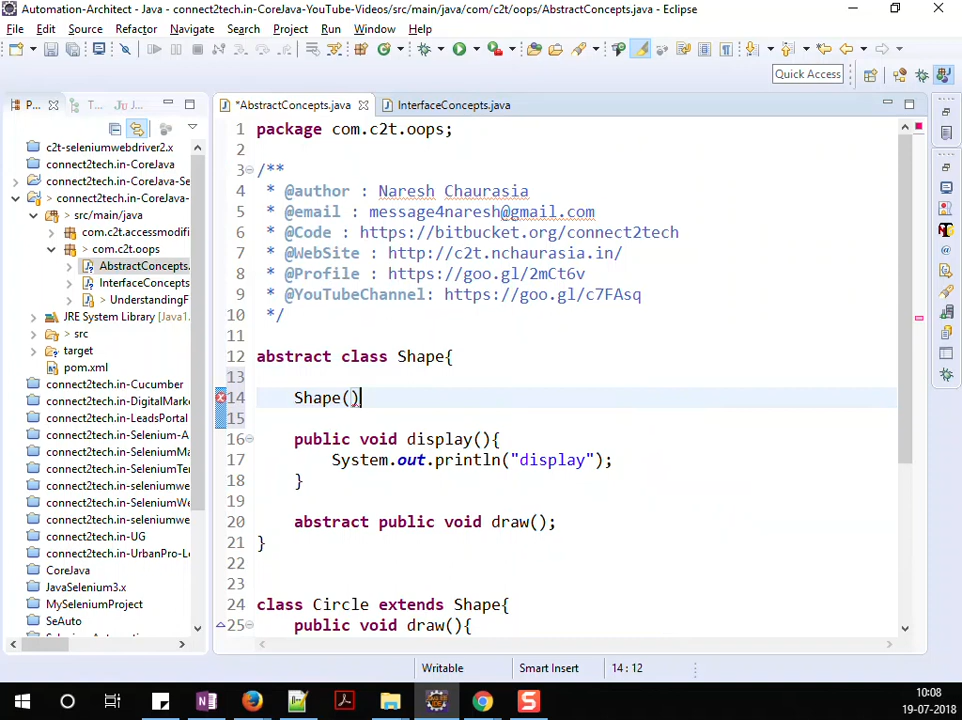 Automation-Architect - Java - connect2tech.in-CoreJava-YouTube-Videos/src/main/java/com/c2t/oops/AbstractConcepts.java - Eclipse
File Edit Source Refactor Navigate Search Project Run Window Help
Quick Access
P... T... J...
*AbstractConcepts.java InterfaceConcepts.java
c2t-seleniumwebdriver2.x
connect2tech.in-CoreJava
connect2tech.in-CoreJava-Se
> connect2tech.in-CoreJava-
> src/main/java
com.c2t.accessmodifi
> com.c2t.oops
AbstractConcepts.
InterfaceConcepts
> UnderstandingF
JRE System Library [Java1.
> src
target
pom.xml
connect2tech.in-Cucumber
connect2tech.in-DigitalMarke
connect2tech.in-LeadsPortal
connect2tech.in-Selenium-A
connect2tech.in-SeleniumMa
connect2tech.in-SeleniumTe
connect2tech.in-seleniumwe
connect2tech.in-SeleniumWe
connect2tech.in-seleniumwe
connect2tech.in-UG
connect2tech.in-UrbanPro-Le
CoreJava
JavaSelenium3.x
MySeleniumProject
SeAuto
1 package com.c2t.oops;
2
3 /**
4 * @author : Naresh Chaurasia
5 * @email : message4naresh@gmail.com
6 * @Code : https://bitbucket.org/connect2tech
7 * @WebSite : http://c2t.nchaurasia.in/
8 * @Profile : https://goo.gl/2mCt6v
9 * @YouTubeChannel: https://goo.gl/c7FAsq
10 */
11
12 abstract class Shape{
13
14 Shape()
15
16 public void display(){
17 System.out.println("display");
18 }
19
20 abstract public void draw();
21 }
22
23
24 class Circle extends Shape{
25 public void draw(){
Writable Smart Insert 14 : 12
10:08
19-07-2018